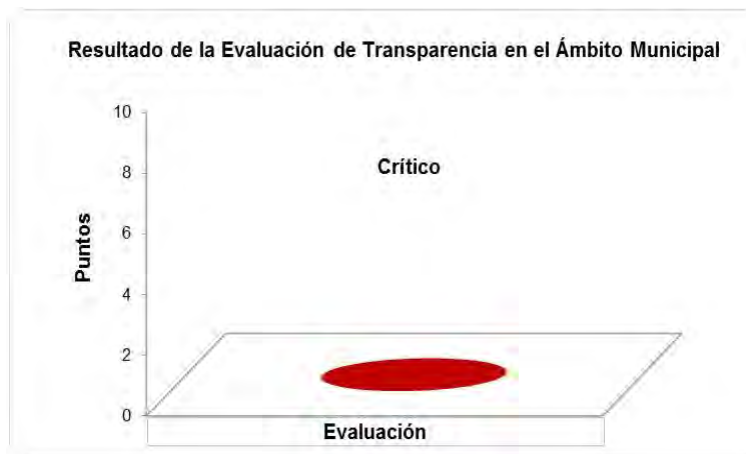 Resultado de la Evaluación de Transparencia en el Ámbito Municipal
10
Crítico
8
6
Puntos
4
2
0
Evaluación